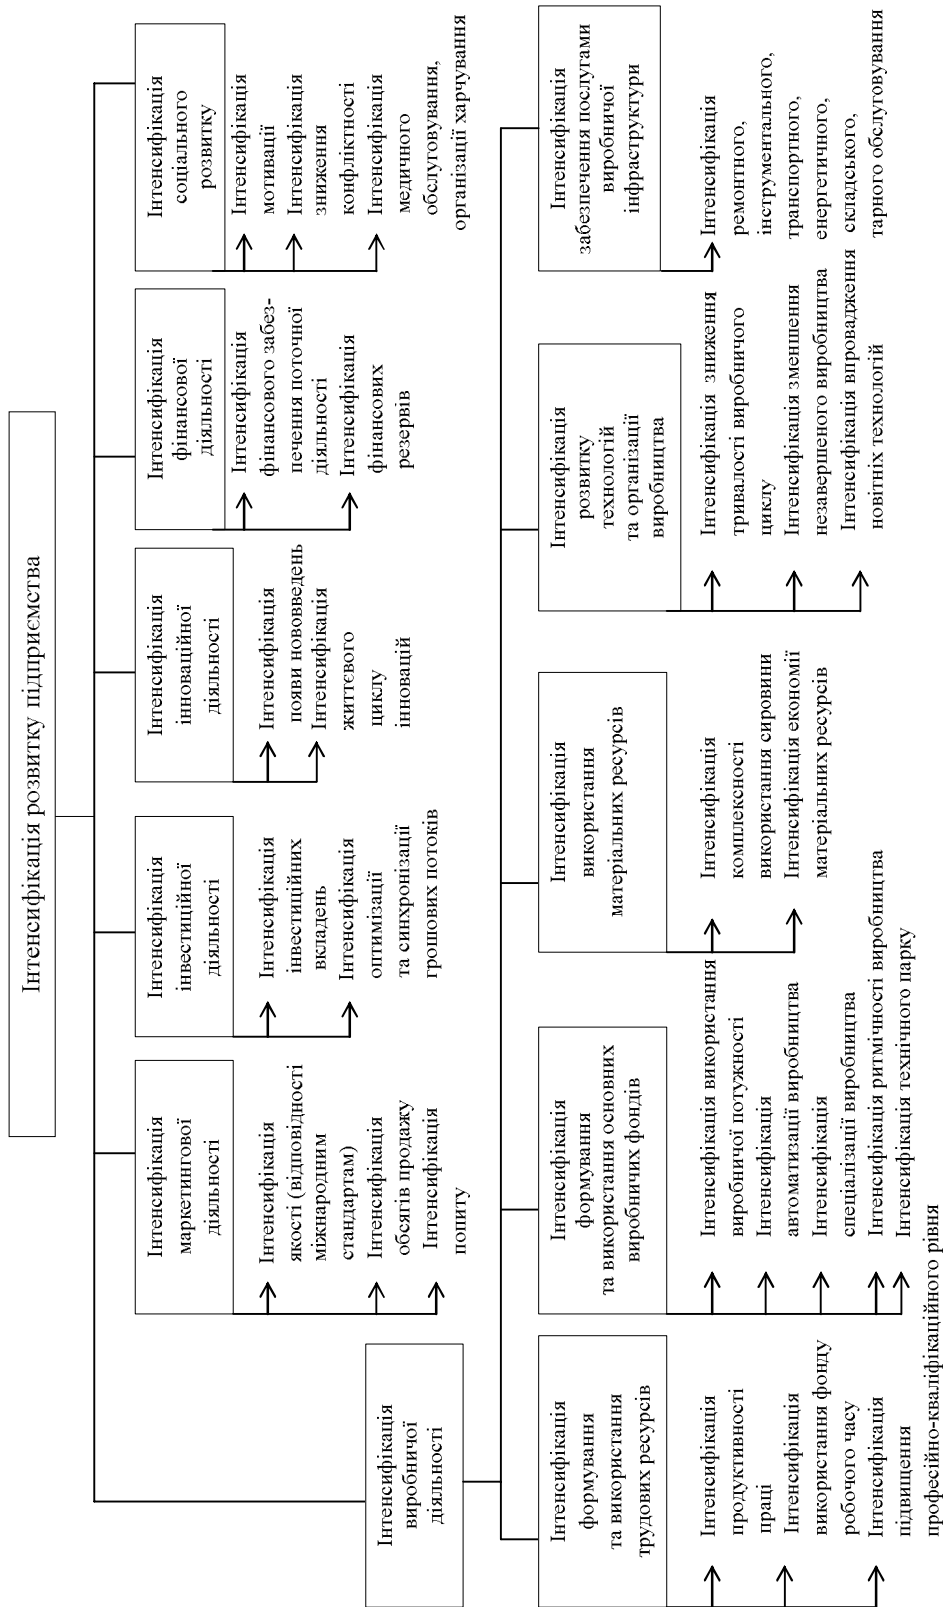 Інтенсифікація розвитку підприємства
Інтенсифікація
виробничої
діяльності
Інтенсифікація
маркетингової
діяльності
Інтенсифікація
якості (відповідності
міжнародним
стандартам)
Інтенсифікація
обсягів продажу
Інтенсифікація
попиту
Інтенсифікація
інвестиційної
діяльності
Інтенсифікація
інвестиційних
вкладень
Інтенсифікація
оптимізації
та синхронізації
грошових потоків
Інтенсифікація
інноваційної
діяльності
Інтенсифікація
появи нововведень
Інтенсифікація
життєвого
циклу
інновацій
Інтенсифікація
фінансової
діяльності
Інтенсифікація
фінансового забез-
печення поточної
діяльності
Інтенсифікація
фінансових
резервів
Інтенсифікація
соціального
розвитку
Інтенсифікація
мотивації
Інтенсифікація
зниження
конфліктності
Інтенсифікація
медичного
обслуговування,
організації харчування
Інтенсифікація
формування
та використання
трудових ресурсів
Інтенсифікація
продуктивності
праці
Інтенсифікація
використання фонду
робочого часу
Інтенсифікація
підвищення
професійно-кваліфікаційного рівня
Інтенсифікація
формування
та використання основних
виробничих фондів
Інтенсифікація використання
виробничої потужності
Інтенсифікація
автоматизації виробництва
Інтенсифікація
спеціалізації виробництва
Інтенсифікація ритмічності виробництва
Інтенсифікація технічного парку
Інтенсифікація
використання
матеріальних ресурсів
Інтенсифікація
комплексності
використання сировини
Інтенсифікація економії
матеріальних ресурсів
Інтенсифікація
розвитку
технологій
та організації
виробництва
Інтенсифікація зниження
тривалості виробничого
циклу
Інтенсифікація зменшення
незавершеного виробництва
Інтенсифікація впровадження
новітніх технологій
Інтенсифікація
забезпечення послугами
виробничої
інфраструктури
Інтенсифікація
ремонтного,
інструментального,
транспортного,
енергетичного,
складського,
тарного обслуговування